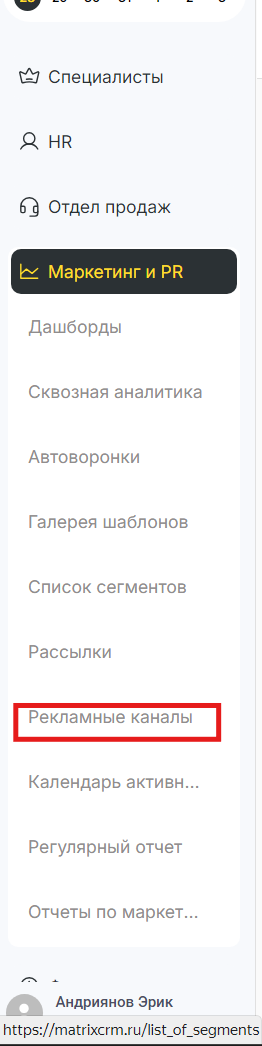 Специалисты
HR
Отдел продаж
Маркетинг и PR
Дашборды
Сквозная аналитика
Автоворонки
Галерея шаблонов
Список сегментов
Рассылки
Рекламные каналы
Календарь активн...
Регулярный отчет
Отчеты по маркет...
Андриянов Эрик
https://matrixcrm.ru/list_of_segments